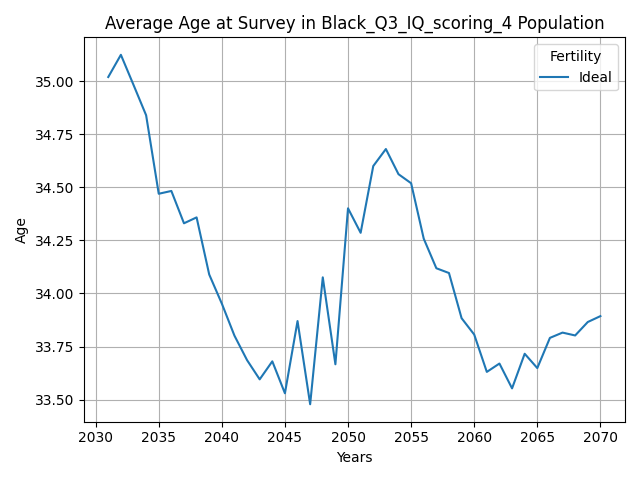 Average Age at Survey in Black_Q3_IQ_scoring_4 Population
Fertility
Ideal
35.00
34.75
34.50
34.25
34.00
33.75
33.50
Age
2030 2035 2040 2045 2050 2055 2060 2065 2070
Years